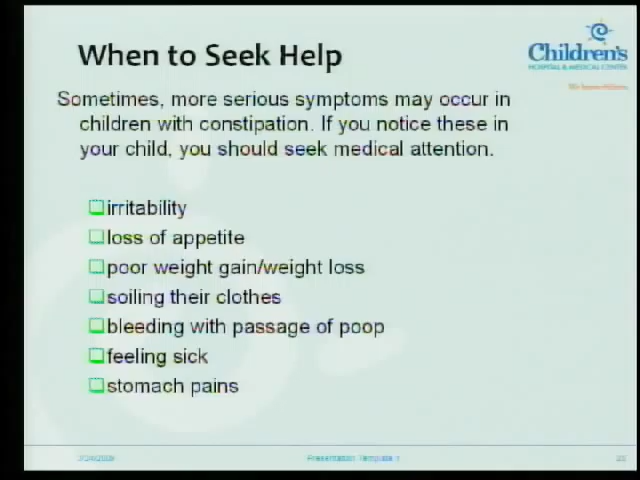 When to Seek Help
Children's
HOSPITAL & MEDICAL CENTER
Sometimes, more serious symptoms may occur in
children with constipation. If you notice these in
your child, you should seek medical attention.
irritability
loss of appetite
poor weight gain/weight loss
soiling their clothes
bleeding with passage of poop
feeling sick
stomach pains
Presentation